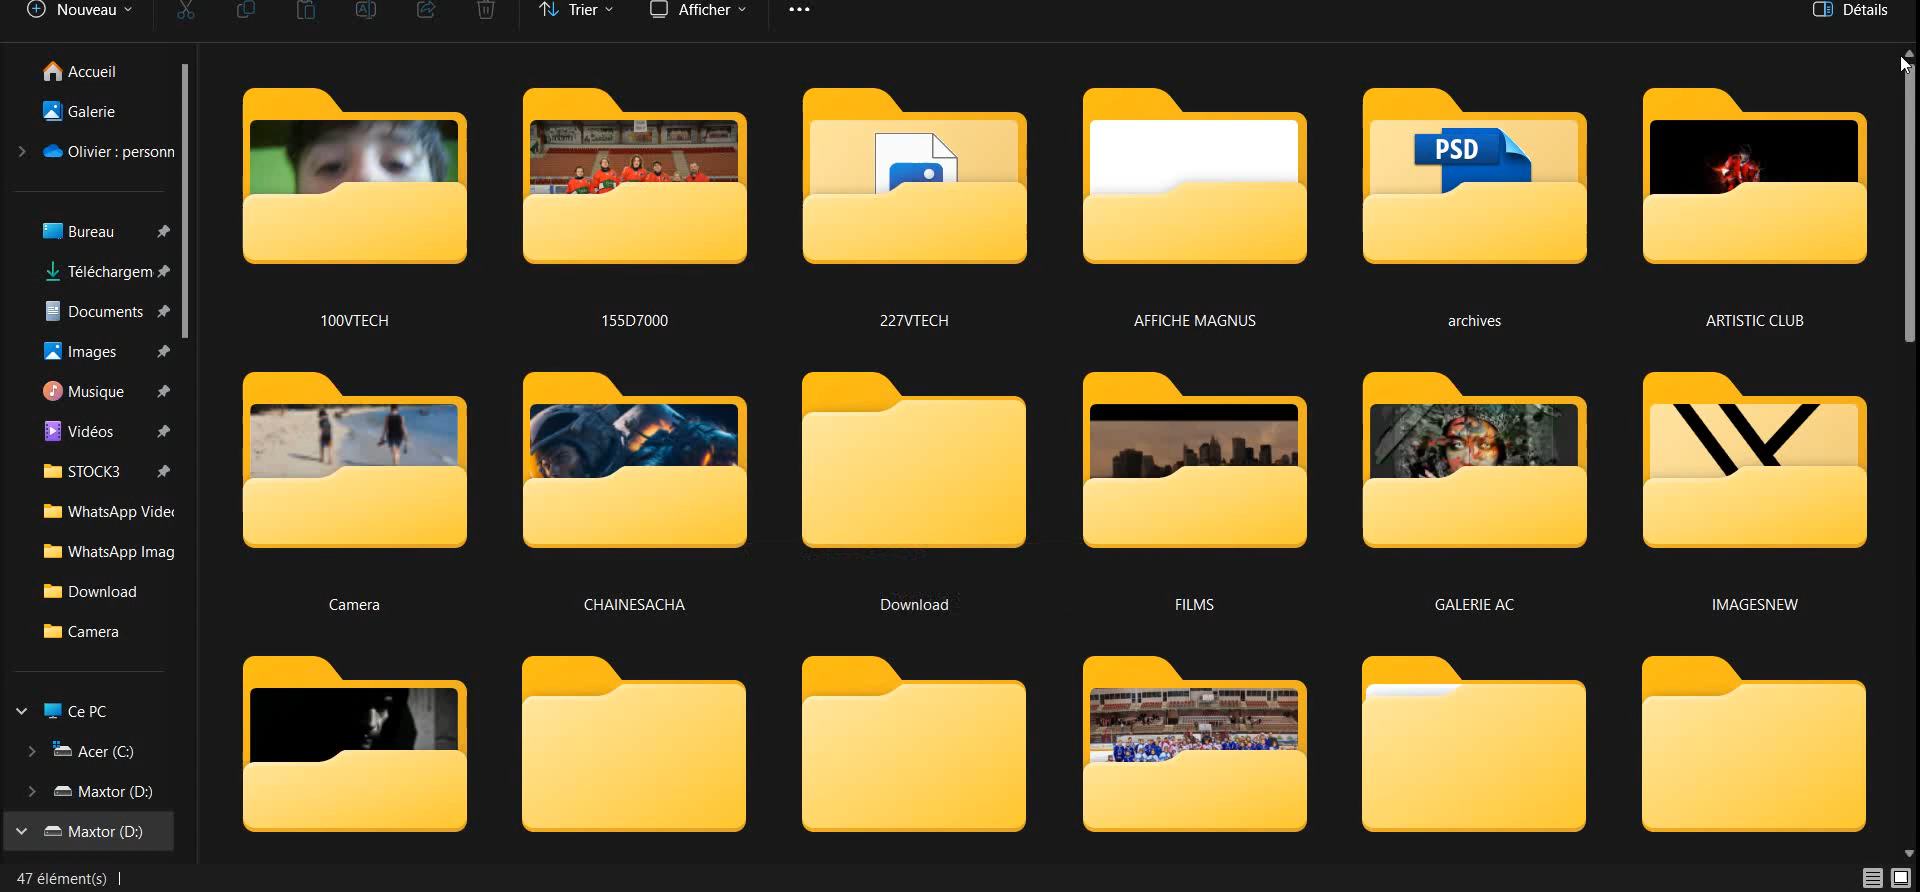 Nouveau
Trier
Afficher
Détails
Accueil
Galerie
Olivier : personn
Bureau
Téléchargem
Documents
Images
Musique
Vidéos
STOCK3
WhatsApp Video
WhatsApp Imag
Download
Camera
Ce PC
Acer (C:)
Maxtor (D:)
Maxtor (D:)
PSD
100VTECH
155D7000
227VTECH
AFFICHE MAGNUS
archives
ARTISTIC CLUB
Camera
CHAINESACHA
Download
FILMS
GALERIE AC
IMAGESNEW
47 élément(s)